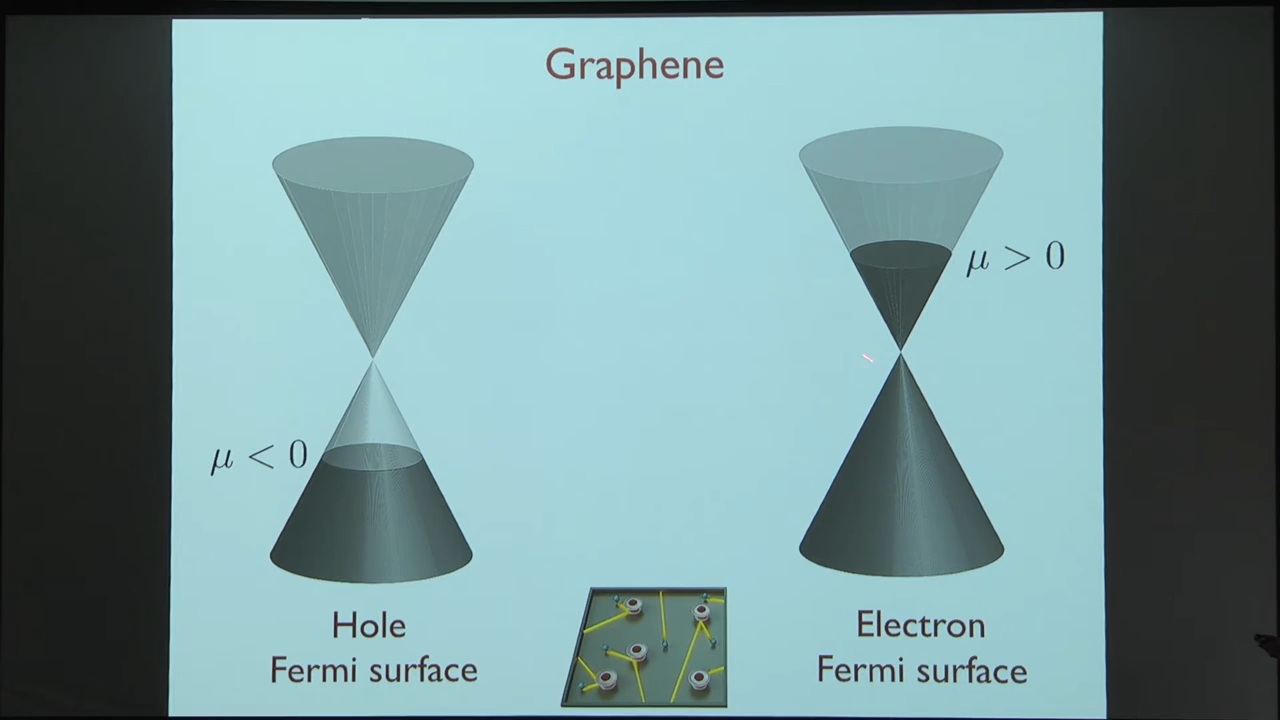 Graphene
μ > 0
μ < 0
Hole
Fermi surface
Electron
Fermi surface